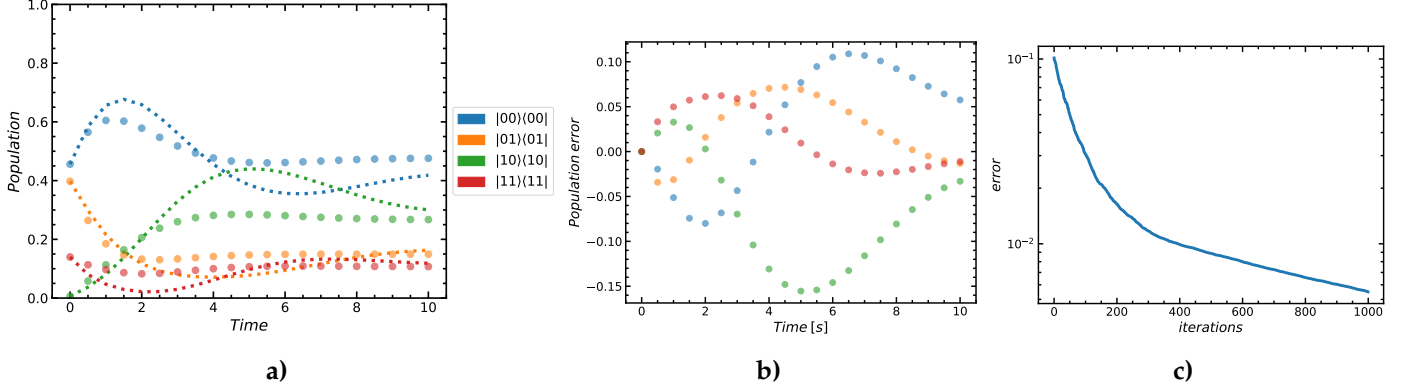 1.0
0.8
0.6
0.4
0.2
0.0
Population
0 2 4 6 8 10
Time
|00⟩⟨00|
|01⟩⟨01|
|10⟩⟨10|
|11⟩⟨11|
a)
0.10
0.05
0.00
−0.05
−0.10
−0.15
Population error
0 2 4 6 8 10
Time [s]
b)
10⁻¹
10⁻²
error
0 200 400 600 800 1000
iterations
c)